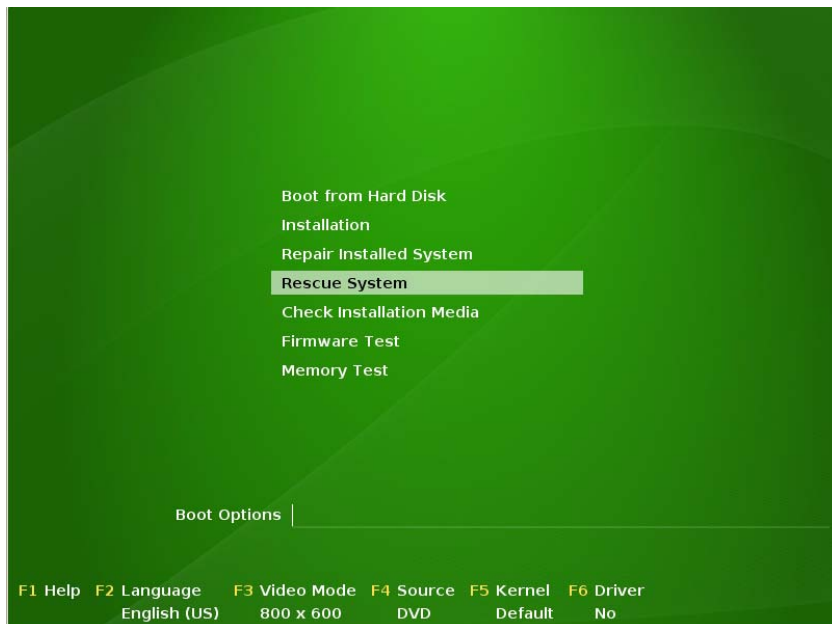 Boot from Hard Disk
Installation
Repair Installed System
Rescue System
Check Installation Media
Firmware Test
Memory Test
Boot Options
F1 Help F2 Language F3 Video Mode F4 Source F5 Kernel F6 Driver
English (US) 800 x 600 DVD Default No